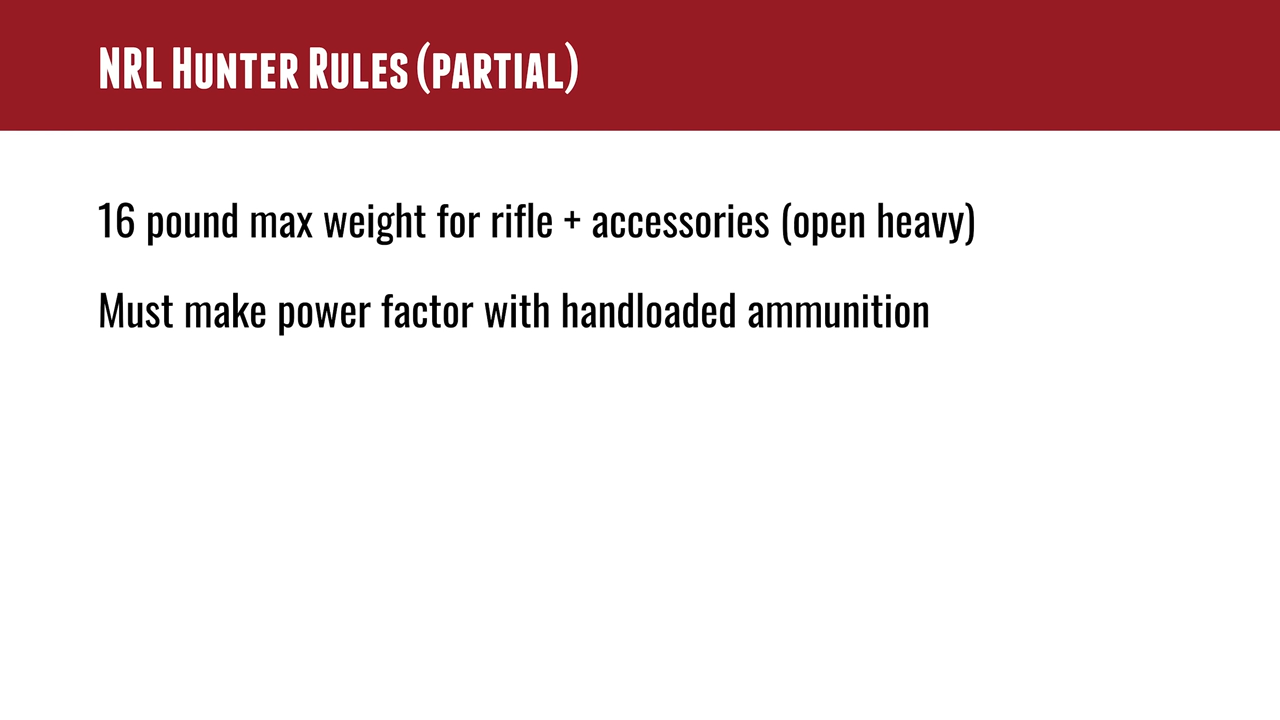 NRL Hunter Rules (partial)
16 pound max weight for rifle + accessories (open heavy)
Must make power factor with handloaded ammunition